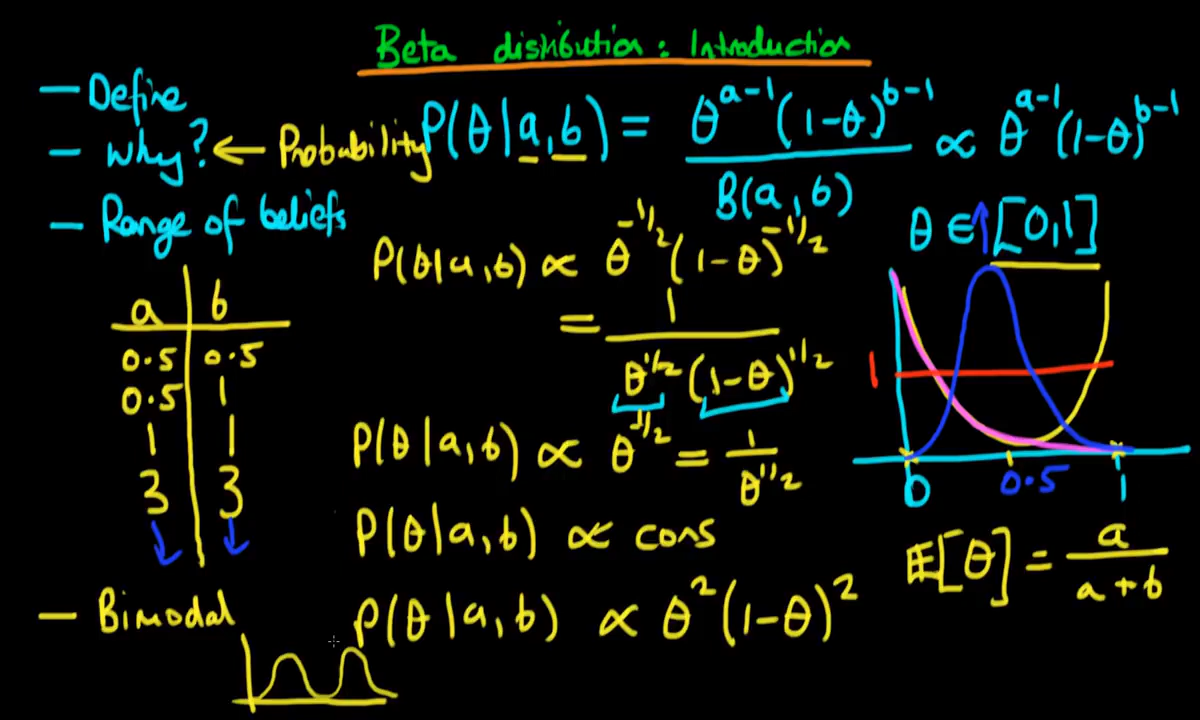 Beta distribution: Introduction
— Define
— Why? ← Probability
— Range of beliefs
P(θ|a,b) = θ^(a-1) (1-θ)^(b-1) / B(a,b) ∝ θ^(a-1) (1-θ)^(b-1)
θ ∈ [0,1]
P(θ|a,b) ∝ θ^(-1/2) (1-θ)^(-1/2)
= 1 / θ^(1/2) (1-θ)^(1/2)
a b
0.5 0.5
0.5 1
1 1
3 3
P(θ|a,b) ∝ θ^(-1/2) = 1 / θ^(1/2)
P(θ|a,b) ∝ cons
P(θ|a,b) ∝ θ^2 (1-θ)^2
1
0 0.5 1
E[θ] = a / a+b
— Bimodal